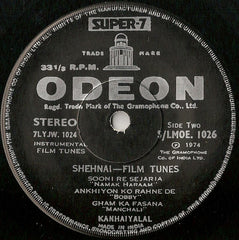 SUPER-7
TRADE MARK
33⅓ R.P.M.
ODEON
Regd. Trade Mark of The Gramophone Co. Ltd.
STEREO
7LYJW. 1024
INSTRUMENTAL
FILM TUNES
Side Two
S/LMOE. 1026
℗ 1974
The Gramophone
Co. of India Ltd.
SHEHNAI—FILM TUNES
SOONI RE SEJARIA
"NAMAK HARAAM"
ANKHIYON KO RAHNE DE
"BOBBY"
GHAM KA FASANA
"MANCHALI"
KANHAIYALAL
MADE IN INDIA